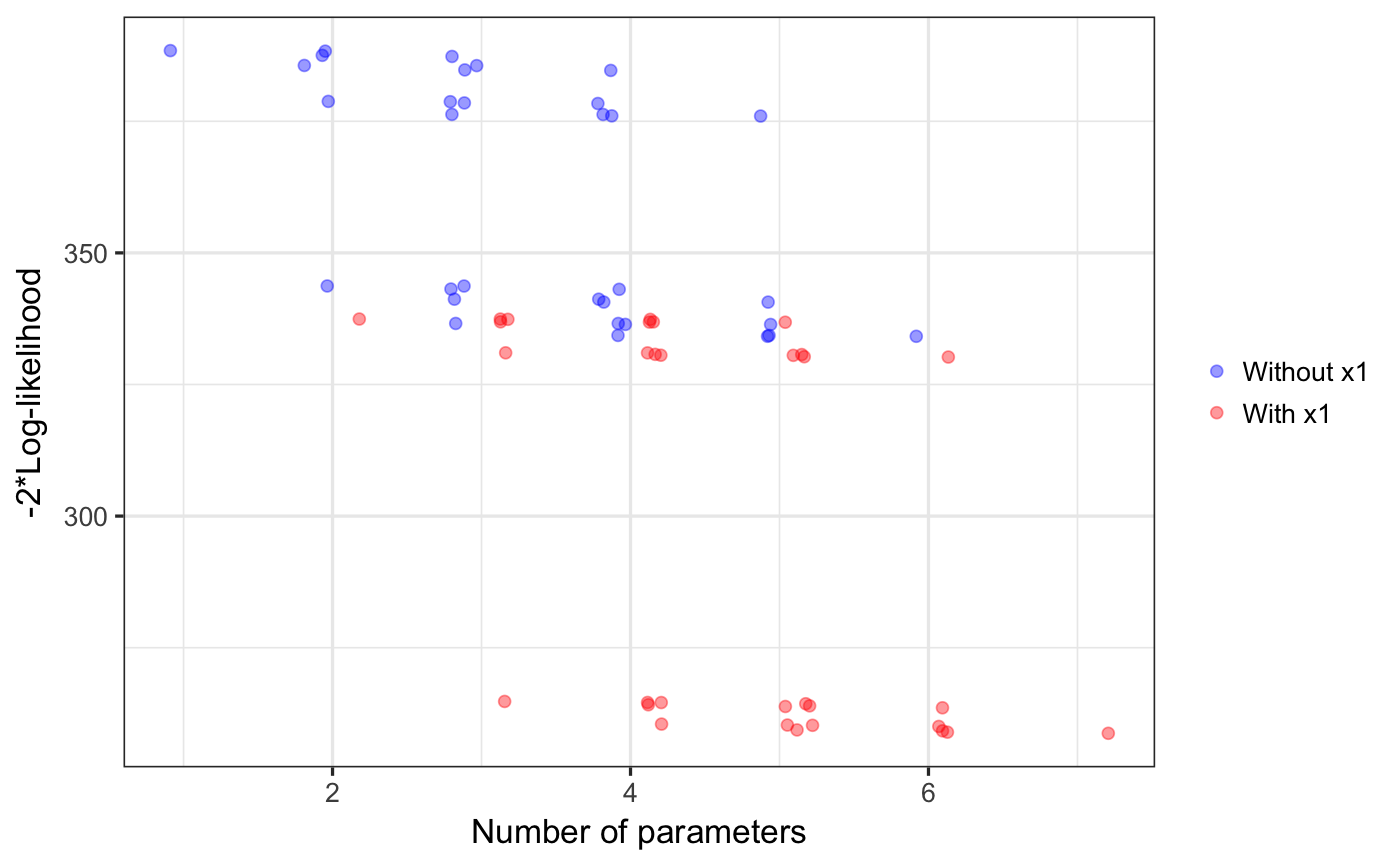 -2*Log-likelihood
350
300
2
4
6
Number of parameters
Without x1
With x1